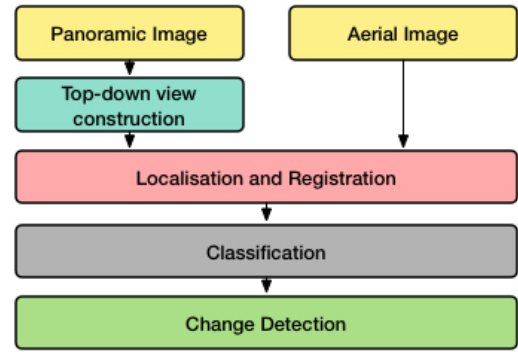 Panoramic Image
Aerial Image
Top-down view
construction
Localisation and Registration
Classification
Change Detection